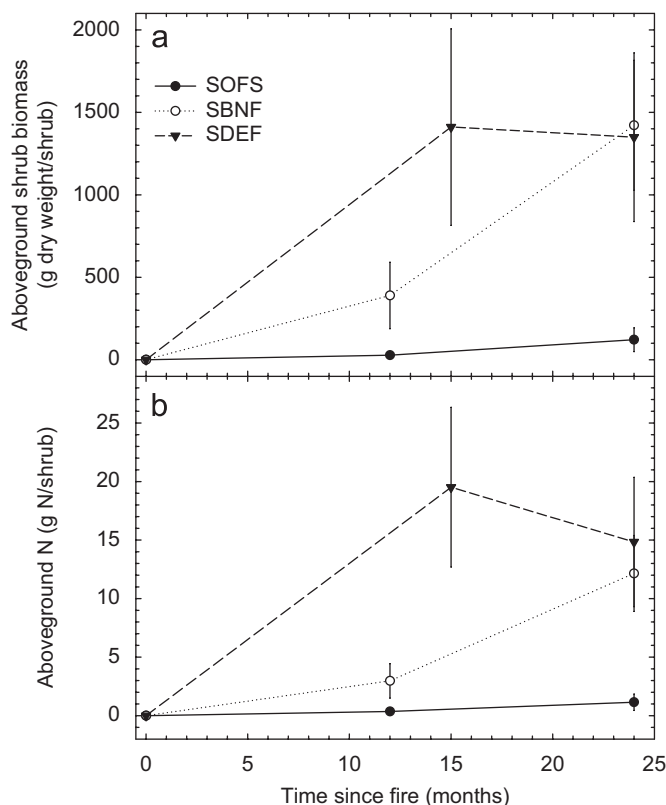 a
SOFS
SBNF
SDEF
2000
1500
1000
500
0
Aboveground shrub biomass
(g dry weight/shrub)
b
25
20
15
10
5
0
Aboveground N (g N/shrub)
0 5 10 15 20 25
Time since fire (months)